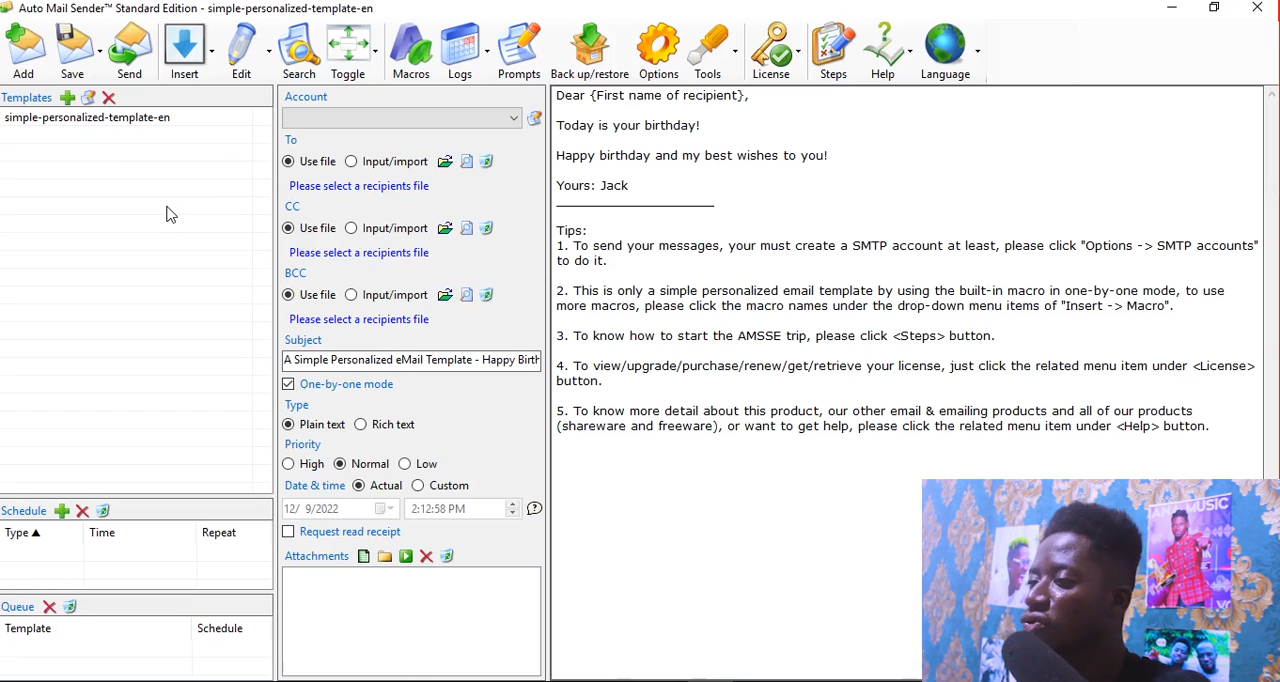 Auto Mail Sender™ Standard Edition - simple-personalized-template-en
Add Save Send Insert Edit Search Toggle Macros Logs Prompts Back up/restore Options Tools License Steps Help Language
Templates
simple-personalized-template-en
Schedule
Type Time Repeat
Queue
Template Schedule
Account
To
Use file Input/import
Please select a recipients file
CC
Use file Input/import
Please select a recipients file
BCC
Use file Input/import
Please select a recipients file
Subject
A Simple Personalized eMail Template - Happy Birth
One-by-one mode
Type
Plain text Rich text
Priority
High Normal Low
Date & time Actual Custom
12/ 9/2022 2:12:58 PM
Request read receipt
Attachments
Dear {First name of recipient},
Today is your birthday!
Happy birthday and my best wishes to you!
Yours: Jack
Tips:
1. To send your messages, your must create a SMTP account at least, please click "Options -> SMTP accounts"
to do it.
2. This is only a simple personalized email template by using the built-in macro in one-by-one mode, to use
more macros, please click the macro names under the drop-down menu items of "Insert -> Macro".
3. To know how to start the AMSSE trip, please click <Steps> button.
4. To view/upgrade/purchase/renew/get/retrieve your license, just click the related menu item under <License>
button.
5. To know more detail about this product, our other email & emailing products and all of our products
(shareware and freeware), or want to get help, please click the related menu item under <Help> button.
MUSIC